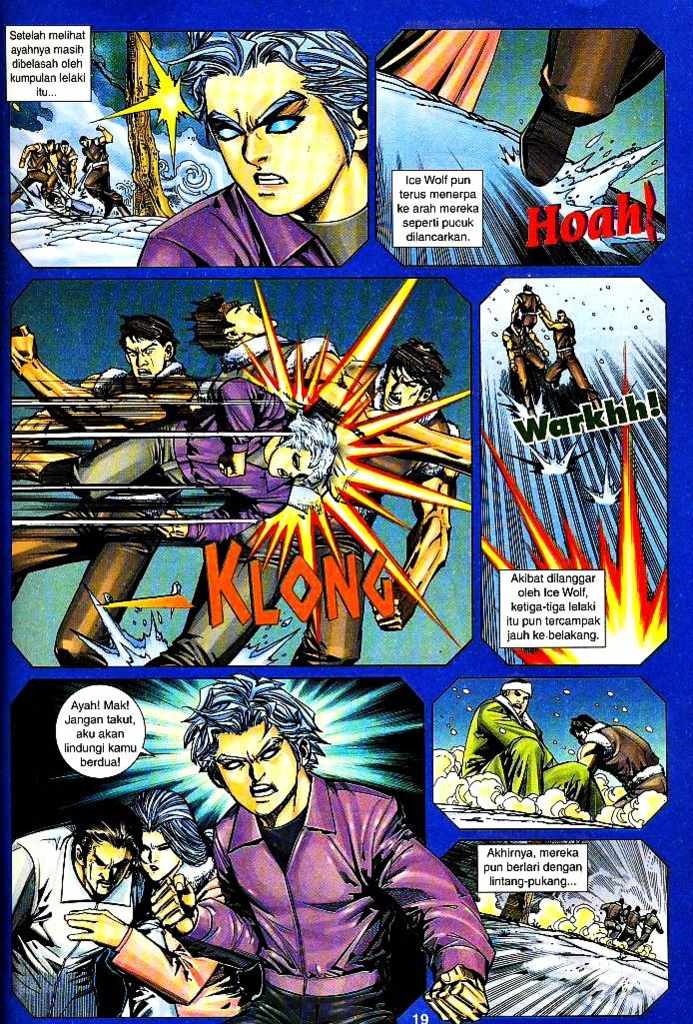 Setelah melihat
ayahnya masih
dibelasah oleh
kumpulan lelaki
itu...
Ice Wolf pun
terus menerpa
ke arah mereka
seperti pucuk
dilancarkan.
Hoah!
KLONG
Warkhh!
Akibat dilanggar
oleh Ice Wolf,
ketiga-tiga lelaki
itu pun tercampak
jauh ke belakang.
Ayah! Mak!
Jangan takut,
aku akan
lindungi kamu
berdua!
Akhirnya, mereka
pun berlari dengan
lintang-pukang...
19